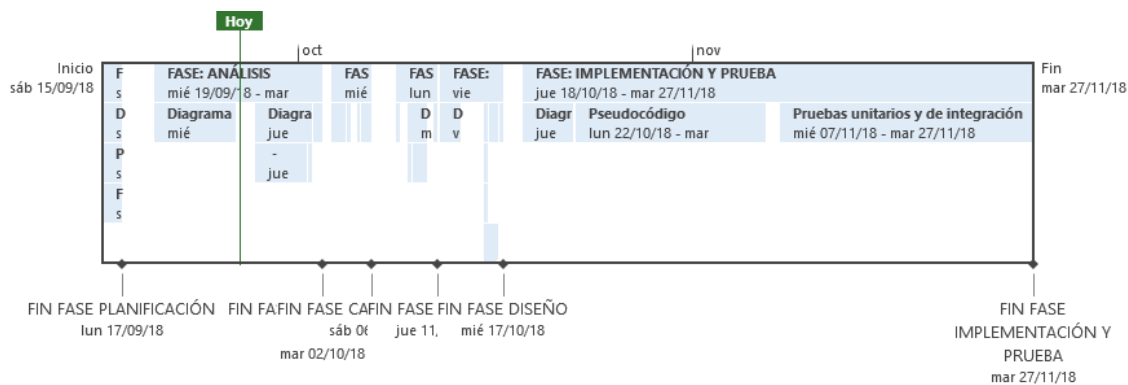 Hoy
oct
nov
Inicio
sáb 15/09/18
Fin
mar 27/11/18
F
s
FASE: ANÁLISIS
mié 19/09/18 - mar
FAS
mié
FAS
lun
FASE:
vie
FASE: IMPLEMENTACIÓN Y PRUEBA
jue 18/10/18 - mar 27/11/18
D
s
Diagrama
mié
Diagra
jue
D
m
D
v
Diagr
jue
Pseudocódigo
lun 22/10/18 - mar
Pruebas unitarios y de integración
mié 07/11/18 - mar 27/11/18
P
s
-
jue
F
s
FIN FASE PLANIFICACIÓN
lun 17/09/18
FIN FA
mar 02/10/18
FIN FASE CA
sáb 06
FIN FASE
jue 11,
FIN FASE DISEÑO
mié 17/10/18
FIN FASE
IMPLEMENTACIÓN Y
PRUEBA
mar 27/11/18